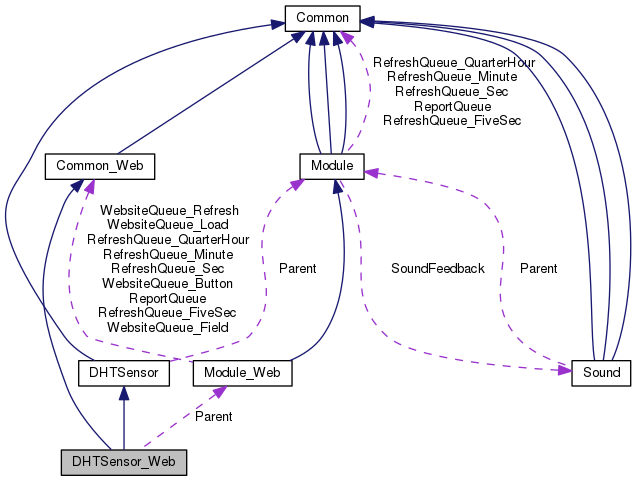 Common
RefreshQueue_QuarterHour
RefreshQueue_Minute
RefreshQueue_Sec
ReportQueue
RefreshQueue_FiveSec
Common_Web
Module
WebsiteQueue_Refresh
WebsiteQueue_Load
RefreshQueue_QuarterHour
RefreshQueue_Minute
RefreshQueue_Sec
WebsiteQueue_Button
ReportQueue
RefreshQueue_FiveSec
WebsiteQueue_Field
Parent
SoundFeedback
Parent
DHTSensor
Module_Web
Sound
Parent
DHTSensor_Web